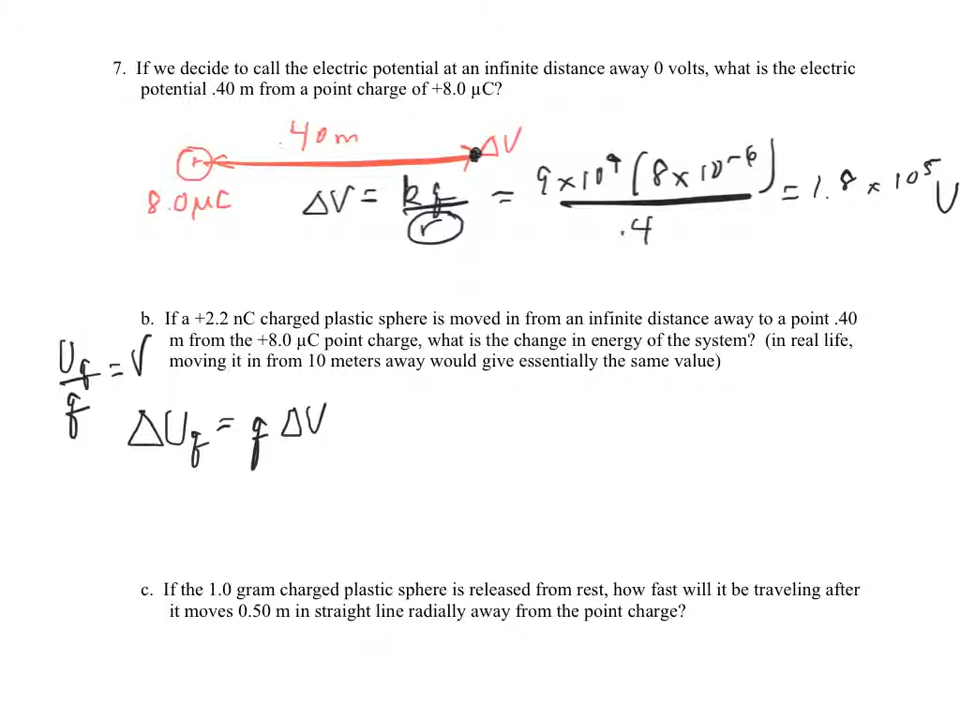 7. If we decide to call the electric potential at an infinite distance away 0 volts, what is the electric
potential .40 m from a point charge of +8.0 µC?
.40m
+ ΔV
8.0µC ΔV = kq/r = 9×10⁹(8×10⁻⁶)/.4 = 1.8 × 10⁵ V
b. If a +2.2 nC charged plastic sphere is moved in from an infinite distance away to a point .40
m from the +8.0 µC point charge, what is the change in energy of the system? (in real life,
moving it in from 10 meters away would give essentially the same value)
U_q/q = V
ΔU_q = q ΔV
c. If the 1.0 gram charged plastic sphere is released from rest, how fast will it be traveling after
it moves 0.50 m in straight line radially away from the point charge?